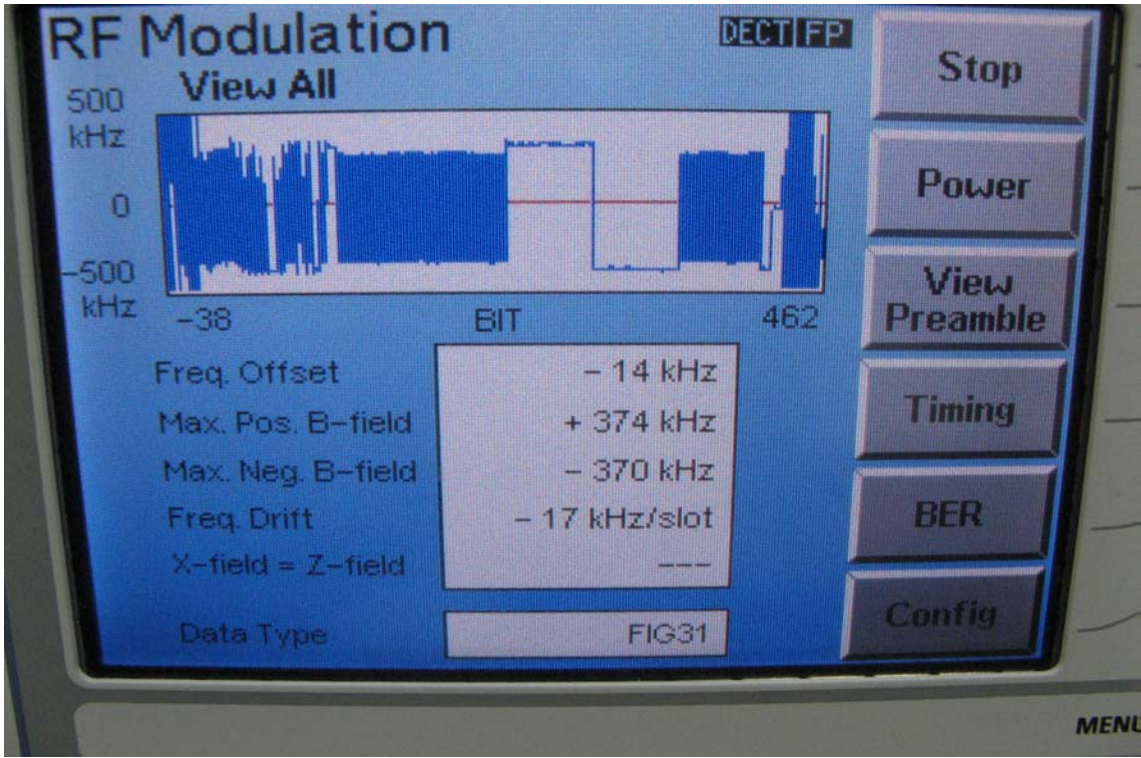 RF Modulation
DECT FP
View All
500
kHz
0
-500
kHz
-38
BIT
462
Freq. Offset
- 14 kHz
Max. Pos. B-field
+ 374 kHz
Max. Neg. B-field
- 370 kHz
Freq. Drift
- 17 kHz/slot
X-field = Z-field
---
Data Type
FIG31
Stop
Power
View
Preamble
Timing
BER
Config
MENU